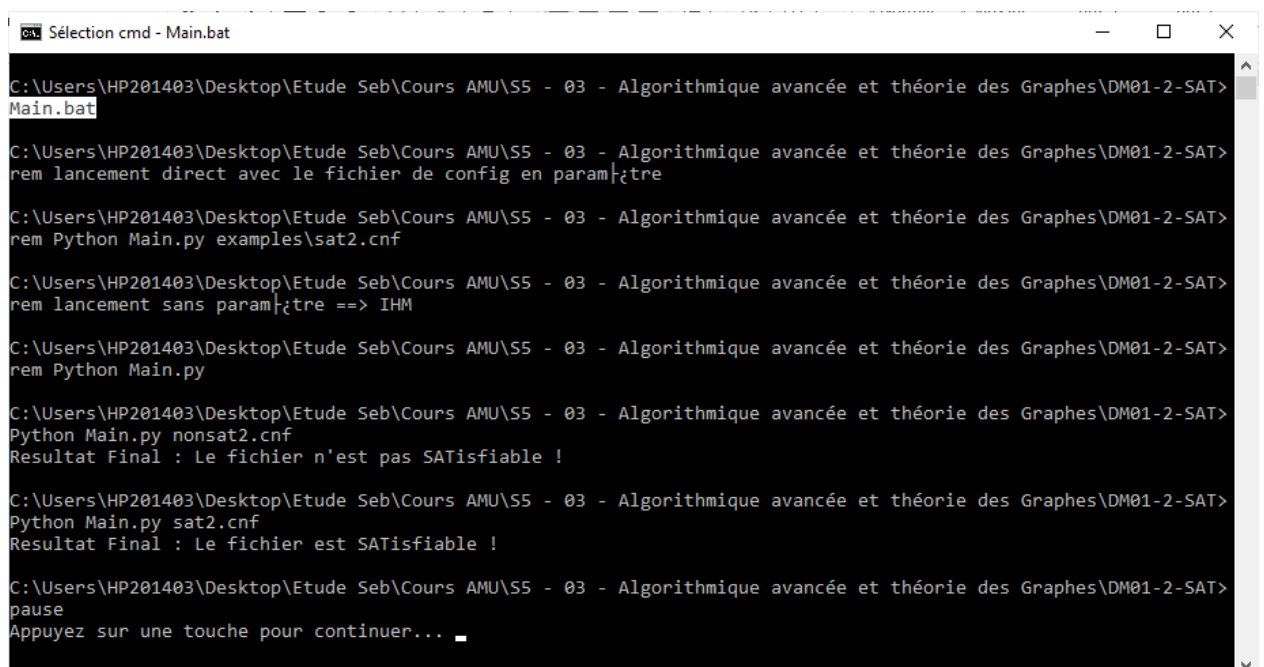 Sélection cmd - Main.bat
C:\Users\HP201403\Desktop\Etude Seb\Cours AMU\S5 - 03 - Algorithmique avancée et théorie des Graphes\DM01-2-SAT>
Main.bat
C:\Users\HP201403\Desktop\Etude Seb\Cours AMU\S5 - 03 - Algorithmique avancée et théorie des Graphes\DM01-2-SAT>
rem lancement direct avec le fichier de config en param├¿tre
C:\Users\HP201403\Desktop\Etude Seb\Cours AMU\S5 - 03 - Algorithmique avancée et théorie des Graphes\DM01-2-SAT>
rem Python Main.py examples\sat2.cnf
C:\Users\HP201403\Desktop\Etude Seb\Cours AMU\S5 - 03 - Algorithmique avancée et théorie des Graphes\DM01-2-SAT>
rem lancement sans param├¿tre ==> IHM
C:\Users\HP201403\Desktop\Etude Seb\Cours AMU\S5 - 03 - Algorithmique avancée et théorie des Graphes\DM01-2-SAT>
rem Python Main.py
C:\Users\HP201403\Desktop\Etude Seb\Cours AMU\S5 - 03 - Algorithmique avancée et théorie des Graphes\DM01-2-SAT>
Python Main.py nonsat2.cnf
Resultat Final : Le fichier n'est pas SATisfiable !
C:\Users\HP201403\Desktop\Etude Seb\Cours AMU\S5 - 03 - Algorithmique avancée et théorie des Graphes\DM01-2-SAT>
Python Main.py sat2.cnf
Resultat Final : Le fichier est SATisfiable !
C:\Users\HP201403\Desktop\Etude Seb\Cours AMU\S5 - 03 - Algorithmique avancée et théorie des Graphes\DM01-2-SAT>
pause
Appuyez sur une touche pour continuer...